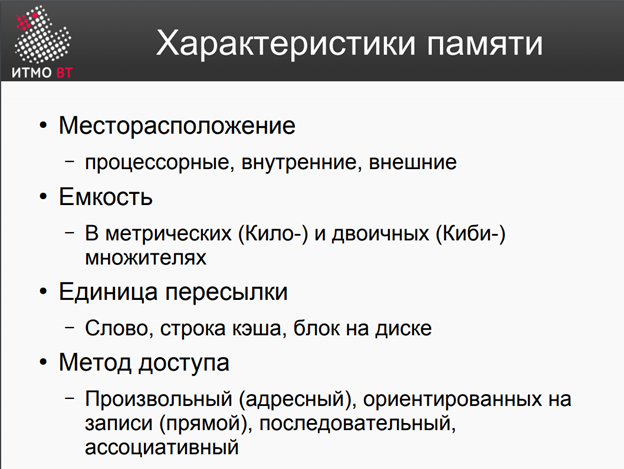 ИТМО ВТ
Характеристики памяти
• Месторасположение
– процессорные, внутренние, внешние
• Емкость
– В метрических (Кило-) и двоичных (Киби-)
множителях
• Единица пересылки
– Слово, строка кэша, блок на диске
• Метод доступа
– Произвольный (адресный), ориентированных на
записи (прямой), последовательный,
ассоциативный